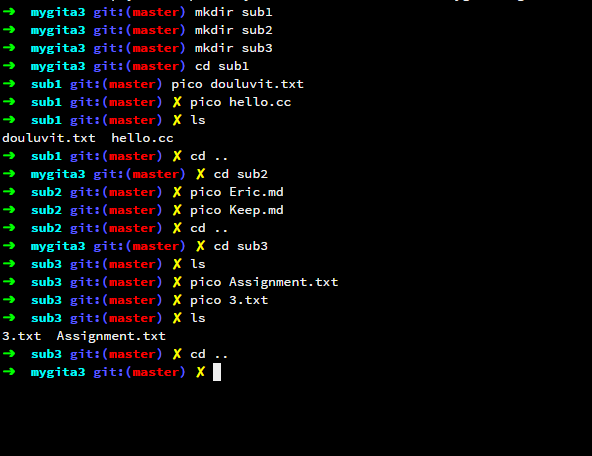 ➜ mygita3 git:(master) mkdir sub1
➜ mygita3 git:(master) mkdir sub2
➜ mygita3 git:(master) mkdir sub3
➜ mygita3 git:(master) cd sub1
➜ sub1 git:(master) pico douluvit.txt
➜ sub1 git:(master) ✗ pico hello.cc
➜ sub1 git:(master) ✗ ls
douluvit.txt hello.cc
➜ sub1 git:(master) ✗ cd ..
➜ mygita3 git:(master) ✗ cd sub2
➜ sub2 git:(master) ✗ pico Eric.md
➜ sub2 git:(master) ✗ pico Keep.md
➜ sub2 git:(master) ✗ cd ..
➜ mygita3 git:(master) ✗ cd sub3
➜ sub3 git:(master) ✗ ls
➜ sub3 git:(master) ✗ pico Assignment.txt
➜ sub3 git:(master) ✗ pico 3.txt
➜ sub3 git:(master) ✗ ls
3.txt Assignment.txt
➜ sub3 git:(master) ✗ cd ..
➜ mygita3 git:(master) ✗